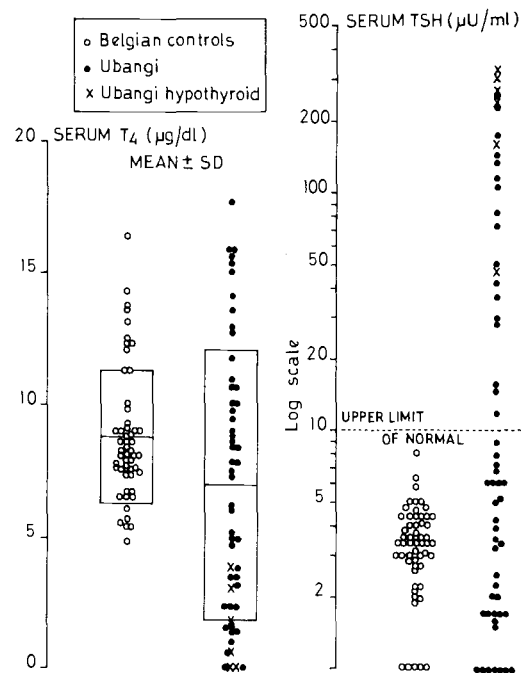 o Belgian controls
• Ubangi
x Ubangi hypothyroid
SERUM T4 (µg/dl)
MEAN ± SD
20
15
10
5
0
SERUM TSH (µU/ml)
Log scale
500
200
100
50
20
10
5
2
1
UPPER LIMIT
OF NORMAL